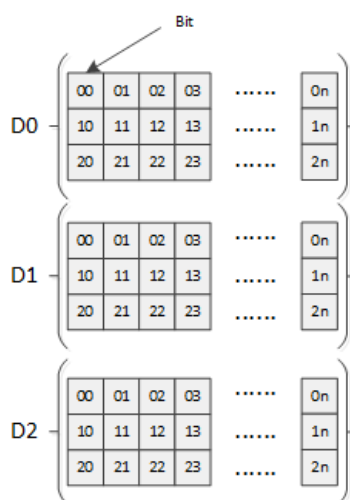 Bit
00 01 02 03 ...... 0n
D0 10 11 12 13 ...... 1n
20 21 22 23 ...... 2n
00 01 02 03 ...... 0n
D1 10 11 12 13 ...... 1n
20 21 22 23 ...... 2n
00 01 02 03 ...... 0n
D2 10 11 12 13 ...... 1n
20 21 22 23 ...... 2n